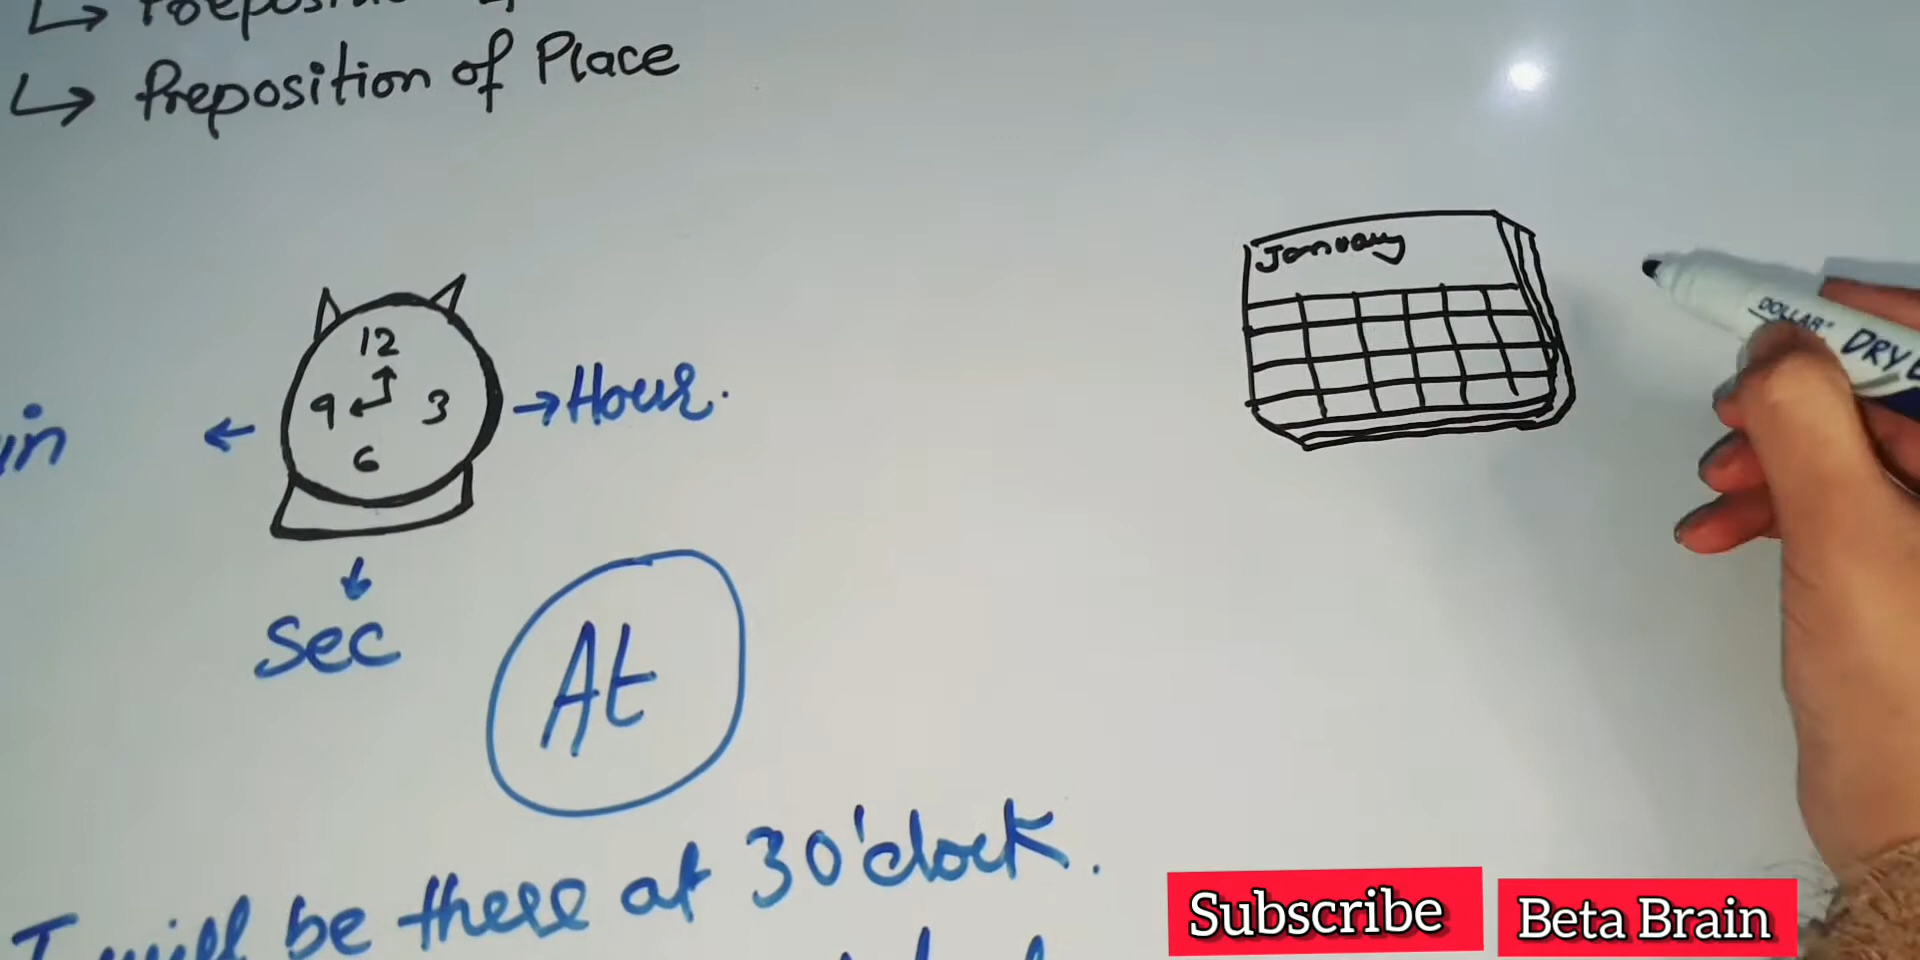 ↳ Preposition
↳ Preposition of Place
January
12
9 3
6
← → Hour.
in
↓
Sec
At
I will be there at 3 O'clock.
DOLLAR
DRY
Subscribe
Beta Brain